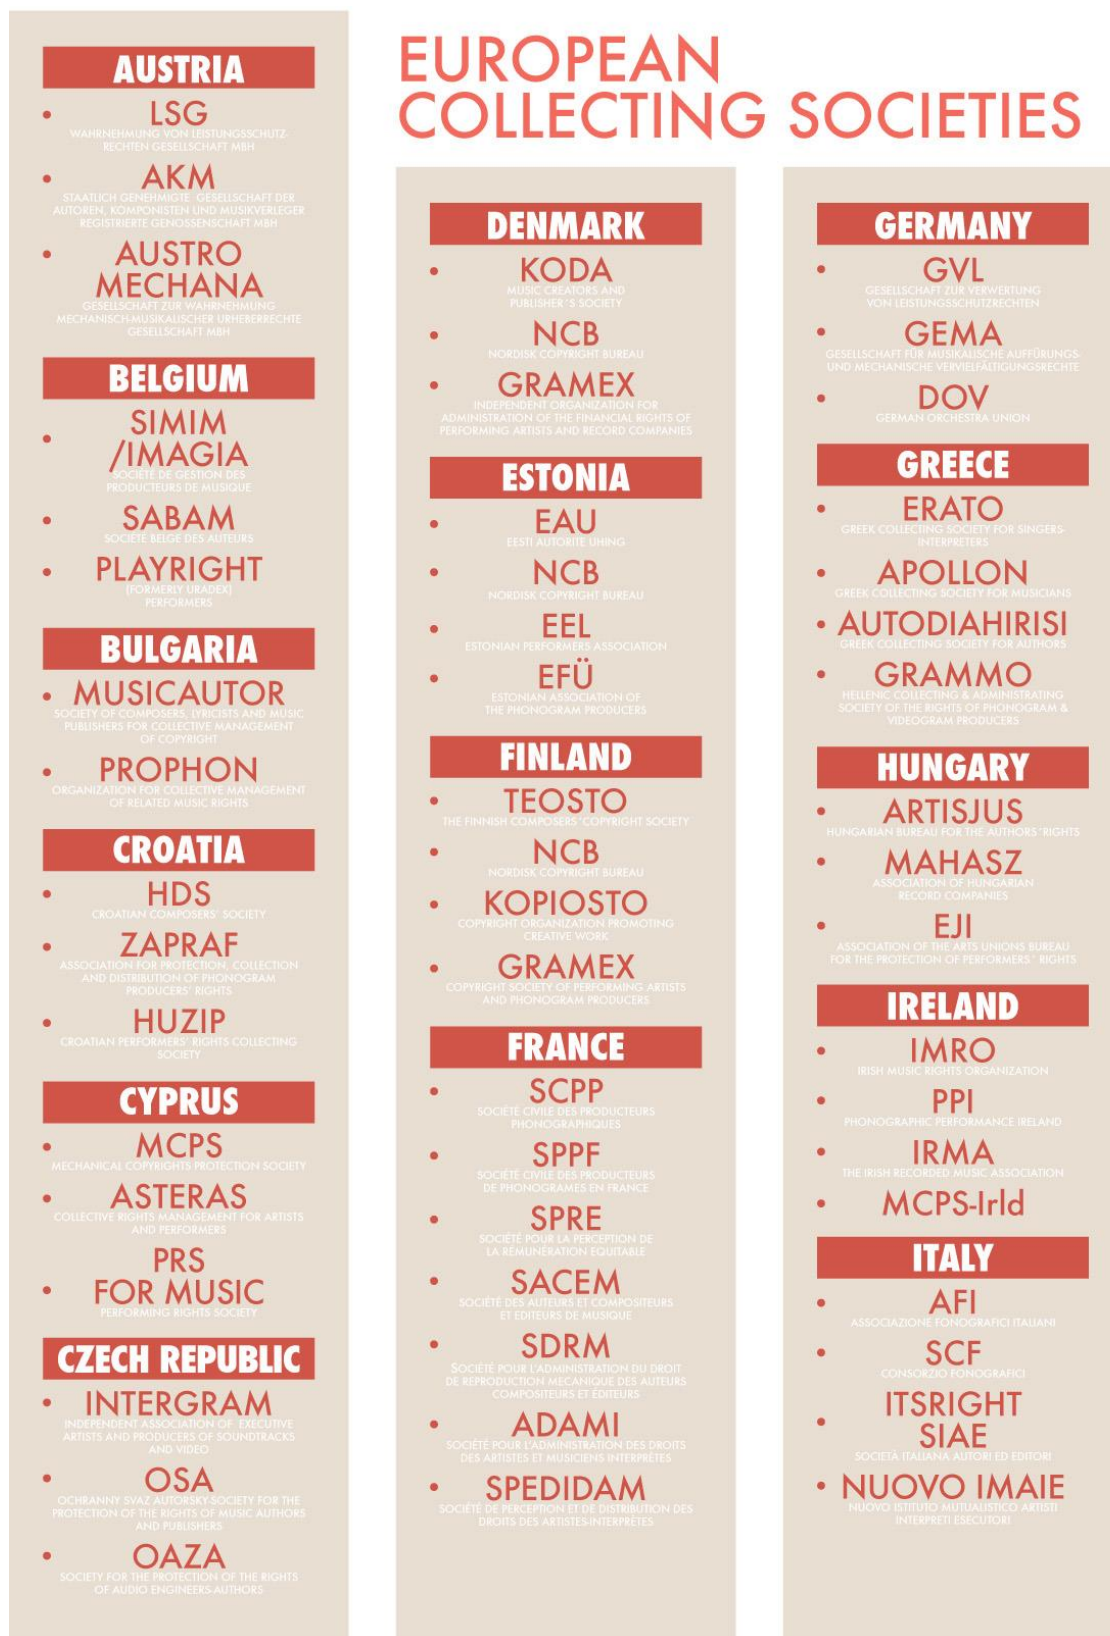 EUROPEAN
COLLECTING SOCIETIES
AUSTRIA
• LSG
WAHRNEHMUNG VON LEISTUNGSSCHUTZ-
RECHTEN GESELLSCHAFT MBH
• AKM
STAATLICH GENEHMIGTE GESELLSCHAFT DER
AUTOREN, KOMPONISTEN UND MUSIKVERLEGER
REGISTRIERTE GENOSSENSCHAFT MBH
• AUSTRO
MECHANA
GESELLSCHAFT ZUR WAHRNEHMUNG
MECHANISCH-MUSIKALISCHER URHEBERRECHTE
GESELLSCHAFT MBH
BELGIUM
• SIMIM
/IMAGIA
SOCIÉTÉ DE GESTION DES
PRODUCTEURS DE MUSIQUE
• SABAM
SOCIÉTÉ BELGE DES AUTEURS
• PLAYRIGHT
(FORMERLY URADEX)
PERFORMERS
BULGARIA
• MUSICAUTOR
SOCIETY OF COMPOSERS, LYRICISTS AND MUSIC
PUBLISHERS FOR COLLECTIVE MANAGEMENT
OF COPYRIGHT
• PROPHON
ORGANIZATION FOR COLLECTIVE MANAGEMENT
OF RELATED MUSIC RIGHTS
CROATIA
• HDS
CROATIAN COMPOSERS' SOCIETY
• ZAPRAF
ASSOCIATION FOR PROTECTION, COLLECTION
AND DISTRIBUTION OF PHONOGRAM
PRODUCERS' RIGHTS
• HUZIP
CROATIAN PERFORMERS' RIGHTS COLLECTING
SOCIETY
CYPRUS
• MCPS
MECHANICAL COPYRIGHTS PROTECTION SOCIETY
• ASTERAS
COLLECTIVE RIGHTS MANAGEMENT FOR ARTISTS
AND PERFORMERS
PRS
• FOR MUSIC
PERFORMING RIGHTS SOCIETY
CZECH REPUBLIC
• INTERGRAM
INDEPENDENT ASSOCIATION OF EXECUTIVE
ARTISTS AND PRODUCERS OF SOUNDTRACKS
AND VIDEO
• OSA
OCHRANNY SVAZ AUTORSKY-SOCIETY FOR THE
PROTECTION OF THE RIGHTS OF MUSIC AUTHORS
AND PUBLISHERS
• OAZA
SOCIETY FOR THE PROTECTION OF THE RIGHTS
OF AUDIO ENGINEERS-AUTHORS
DENMARK
• KODA
MUSIC CREATORS AND
PUBLISHER´S SOCIETY
• NCB
NORDISK COPYRIGHT BUREAU
• GRAMEX
INDEPENDENT ORGANIZATION FOR
ADMINISTRATION OF THE FINANCIAL RIGHTS OF
PERFORMING ARTISTS AND RECORD COMPANIES
ESTONIA
• EAU
EESTI AUTORITE UHING
• NCB
NORDISK COPYRIGHT BUREAU
• EEL
ESTONIAN PERFORMERS ASSOCIATION
• EFÜ
ESTONIAN ASSOCIATION OF
THE PHONOGRAM PRODUCERS
FINLAND
• TEOSTO
THE FINNISH COMPOSERS´COPYRIGHT SOCIETY
• NCB
NORDISK COPYRIGHT BUREAU
• KOPIOSTO
COPYRIGHT ORGANIZATION PROMOTING
CREATIVE WORK
• GRAMEX
COPYRIGHT SOCIETY OF PERFORMING ARTISTS
AND PHONOGRAM PRODUCERS
FRANCE
• SCPP
SOCIÉTÉ CIVILE DES PRODUCTEURS
PHONOGRAPHIQUES
• SPPF
SOCIÉTÉ CIVILE DES PRODUCTEURS
DE PHONOGRAMES EN FRANCE
• SPRE
SOCIÉTÉ POUR LA PERCEPTION DE
LA REMUNÉRATION EQUITABLE
• SACEM
SOCIÉTÉ DES AUTEURS ET COMPOSITEURS
ET EDITEURS DE MUSIQUE
• SDRM
SOCIÉTÉ POUR L'ADMINISTRATION DU DROIT
DE REPRODUCTION MECANIQUE DES AUTEURS
COMPOSITEURS ET ÉDITEURS
• ADAMI
SOCIÉTÉ POUR L'ADMINISTRATION DES DROITS
DES ARTISTES ET MUSICIENS INTERPRÈTES
• SPEDIDAM
SOCIÉTÉ DE PERCEPTION ET DE DISTRIBUTION DES
DROITS DES ARTISTES-INTERPRÈTES
GERMANY
• GVL
GESELLSCHAFT ZUR VERWERTUNG
VON LEISTUNGSSCHUTZRECHTEN
• GEMA
GESELLSCHAFT FÜR MUSIKALISCHE AUFFÜRUNGS-
UND MECHANISCHE VERVIELFÄLTIGUNGSRECHTE
• DOV
GERMAN ORCHESTRA UNION
GREECE
• ERATO
GREEK COLLECTING SOCIETY FOR SINGERS-
INTERPRETERS
• APOLLON
GREEK COLLECTING SOCIETY FOR MUSICIANS
• AUTODIAHIRISI
GREEK COLLECTING SOCIETY FOR AUTHORS
• GRAMMO
HELLENIC COLLECTING & ADMINISTRATING
SOCIETY OF THE RIGHTS OF PHONOGRAM &
VIDEOGRAM PRODUCERS
HUNGARY
• ARTISJUS
HUNGARIAN BUREAU FOR THE AUTHORS´RIGHTS
• MAHASZ
ASSOCIATION OF HUNGARIAN
RECORD COMPANIES
• EJI
ASSOCIATION OF THE ARTS UNIONS BUREAU
FOR THE PROTECTION OF PERFORMERS´ RIGHTS
IRELAND
• IMRO
IRISH MUSIC RIGHTS ORGANIZATION
• PPI
PHONOGRAPHIC PERFORMANCE IRELAND
• IRMA
THE IRISH RECORDED MUSIC ASSOCIATION
• MCPS-Irld
ITALY
• AFI
ASSOCIAZIONE FONOGRAFICI ITALIANI
• SCF
CONSORZIO FONOGRAFICI
ITSRIGHT
• SIAE
SOCIETÀ ITALIANA AUTORI ED EDITORI
• NUOVO IMAIE
NUOVO ISTITUTO MUTUALISTICO ARTISTI
INTERPRETI ESECUTORI